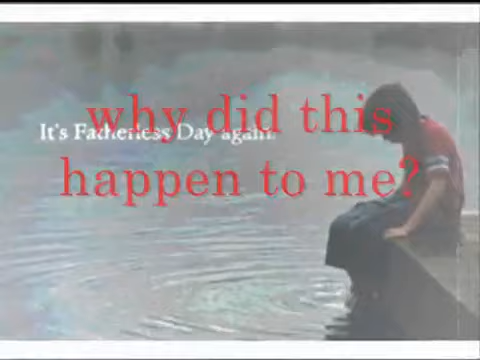 why did this
It's Fatherless Day again.
happen to me?